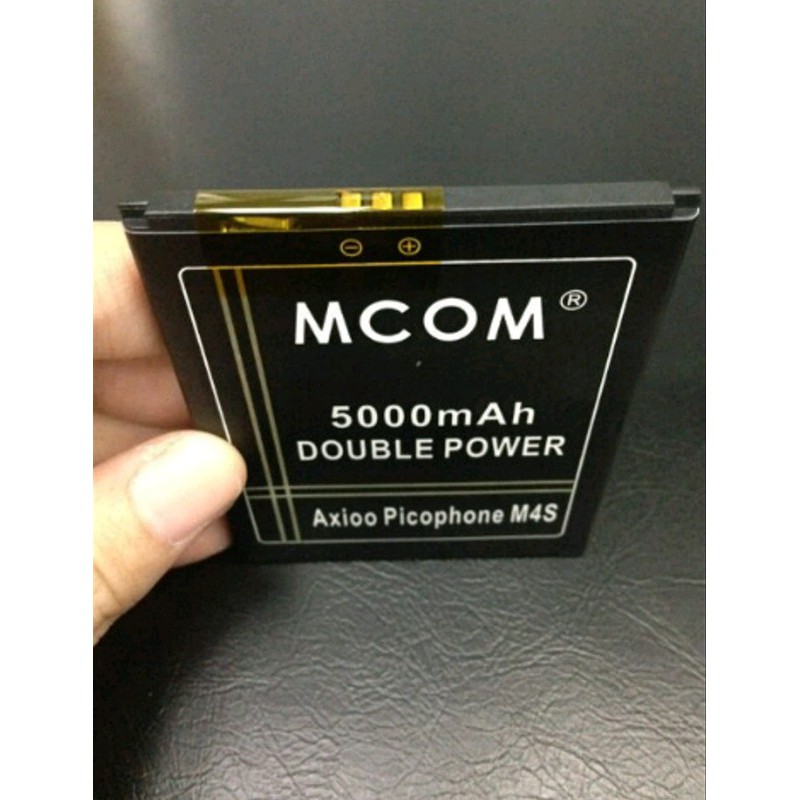 ⊖ ⊕
MCOM®
5000mAh
DOUBLE POWER
Axioo Picophone M4S